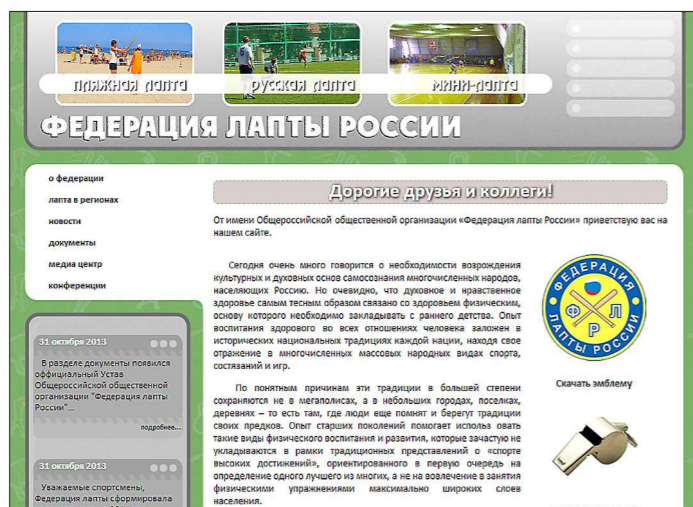 пляжная лапта
русская лапта
мини-лапта
ФЕДЕРАЦИЯ ЛАПТЫ РОССИИ
о федерации
лапта в регионах
новости
документы
медиа центр
конференции
31 октября 2013
В разделе документы появился
оффициальный Устав
Общероссийской общественной
организации "Федерация лапты
России"...
подробнее...
31 октября 2013
Уважаемые спортсмены,
Федерация лапты сформировала
Дорогие друзья и коллеги!
От имени Общероссийской общественной организации «Федерация лапты России» приветствую вас на
нашем сайте.
Сегодня очень много говорится о необходимости возрождения
культурных и духовных основ самосознания многочисленных народов,
населяющих Россию. Но очевидно, что духовное и нравственное
здоровье самым тесным образом связано со здоровьем физическим,
основу которого необходимо закладывать с раннего детства. Опыт
воспитания здорового во всех отношениях человека заложен в
исторических национальных традициях каждой нации, находя свое
отражение в многочисленных массовых народных видах спорта,
состязаний и игр.
По понятным причинам эти традиции в большей степени
сохраняются не в мегаполисах, а в небольших городах, поселках,
деревнях – то есть там, где люди еще помнят и берегут традиции
своих предков. Опыт старших поколений помогает использ овать
такие виды физического воспитания и развития, которые зачастую не
укладываются в рамки традиционных представлений о «спорте
высоких достижений», ориентированного в первую очередь на
определение одного лучшего из многих, а не на вовлечение в занятия
физическими упражнениями максимально широких слоев
населения.
ФЕДЕРАЦИЯ
Ф Л
Р
ЛАПТЫ РОССИИ
Скачать эмблему